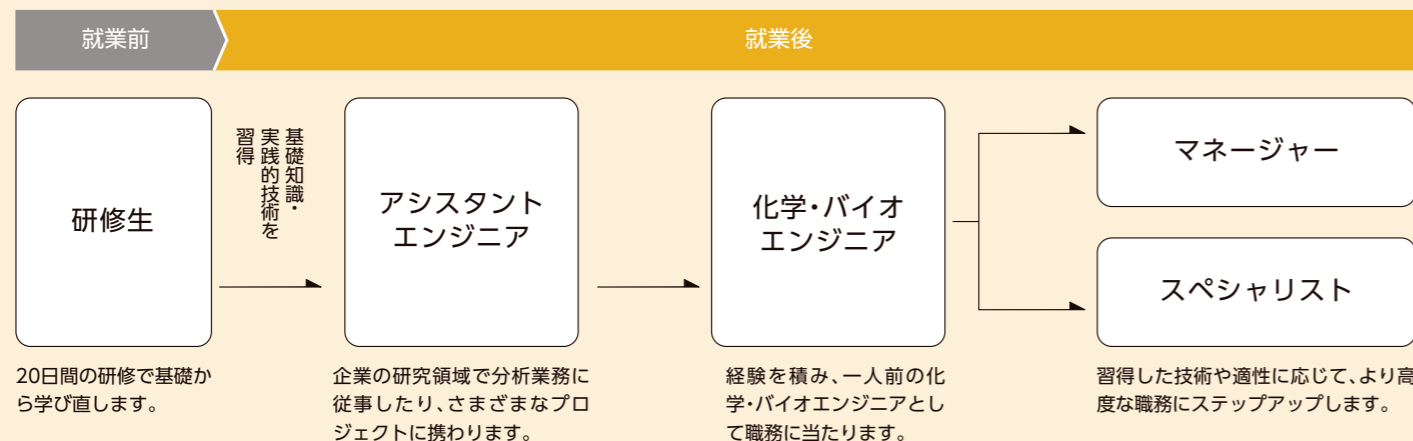 就業前
就業後
研修生
基礎知識・
実践的技術を
習得
アシスタント
エンジニア
化学・バイオ
エンジニア
マネージャー
スペシャリスト
20日間の研修で基礎か
ら学び直します。
企業の研究領域で分析業務に
従事したり、さまざまなプロ
ジェクトに携わります。
経験を積み、一人前の化
学・バイオエンジニアとし
て職務に当たります。
習得した技術や適性に応じて、より高
度な職務にステップアップします。